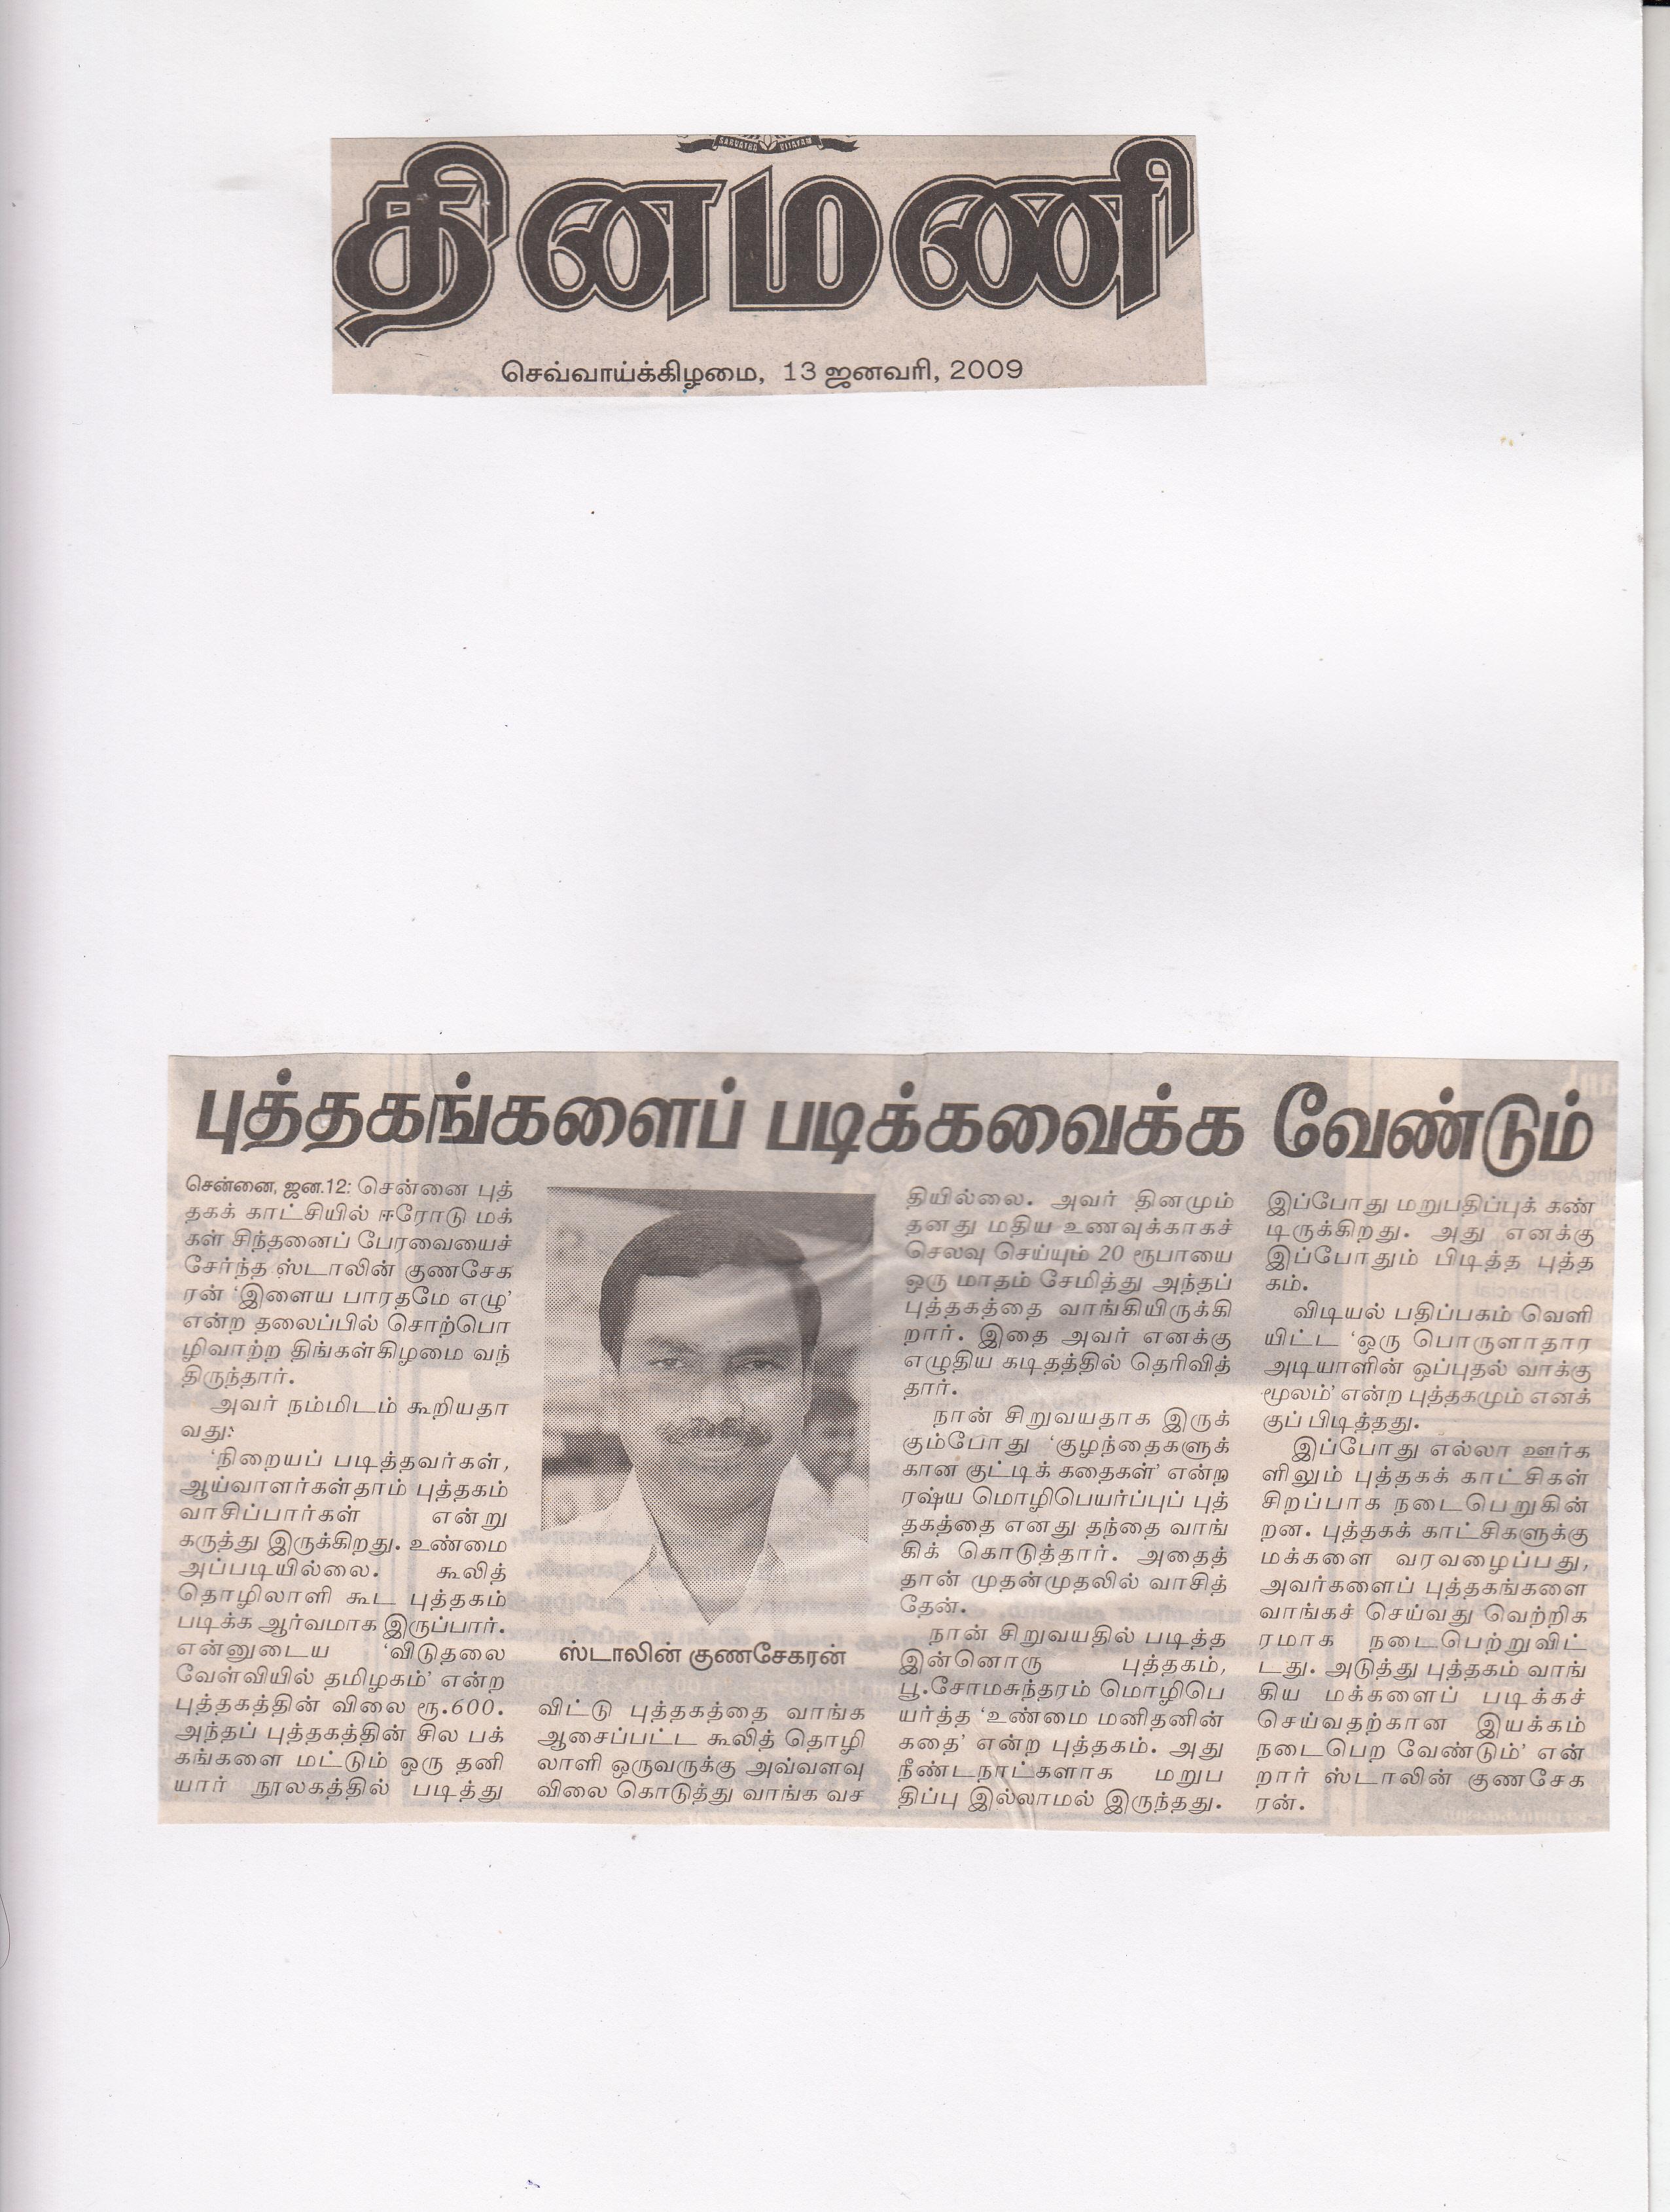 SARVATRA VIJAYAM
தினமணி
செவ்வாய்க்கிழமை, 13 ஜனவரி, 2009
புத்தகங்களைப் படிக்கவைக்க வேண்டும்
சென்னை, ஜன.12: சென்னை புத்
தகக் காட்சியில் ஈரோடு மக்
கள் சிந்தனைப் பேரவையைச்
சேர்ந்த ஸ்டாலின் குணசேக
ரன் ‘இளைய பாரதமே எழு’
என்ற தலைப்பில் சொற்பொ
ழிவாற்ற திங்கள்கிழமை வந்
திருந்தார்.
அவர் நம்மிடம் கூறியதா
வது:
‘நிறையப் படித்தவர்கள்,
ஆய்வாளர்கள்தாம் புத்தகம்
வாசிப்பார்கள் என்று
கருத்து இருக்கிறது. உண்மை
அப்படியில்லை. கூலித்
தொழிலாளி கூட புத்தகம்
படிக்க ஆர்வமாக இருப்பார்.
என்னுடைய ‘விடுதலை
வேள்வியில் தமிழகம்’ என்ற
புத்தகத்தின் விலை ரூ.600.
அந்தப் புத்தகத்தின் சில பக்
கங்களை மட்டும் ஒரு தனி
யார் நூலகத்தில் படித்து
ஸ்டாலின் குணசேகரன்
விட்டு புத்தகத்தை வாங்க
ஆசைப்பட்ட கூலித் தொழி
லாளி ஒருவருக்கு அவ்வளவு
விலை கொடுத்து வாங்க வச
தியில்லை. அவர் தினமும்
தனது மதிய உணவுக்காகச்
செலவு செய்யும் 20 ரூபாயை
ஒரு மாதம் சேமித்து அந்தப்
புத்தகத்தை வாங்கியிருக்கி
றார். இதை அவர் எனக்கு
எழுதிய கடிதத்தில் தெரிவித்
தார்.
நான் சிறுவயதாக இருக்
கும்போது ‘குழந்தைகளுக்
கான குட்டிக் கதைகள்’ என்ற
ரஷ்ய மொழிபெயர்ப்புப் புத்
தகத்தை எனது தந்தை வாங்
கிக் கொடுத்தார். அதைத்
தான் முதன்முதலில் வாசித்
தேன்.
நான் சிறுவயதில் படித்த
இன்னொரு புத்தகம்,
பூ.சோமசுந்தரம் மொழிபெ
யர்த்த ‘உண்மை மனிதனின்
கதை’ என்ற புத்தகம். அது
நீண்டநாட்களாக மறுப
திப்பு இல்லாமல் இருந்தது.
இப்போது மறுபதிப்புக் கண்
டிருக்கிறது. அது எனக்கு
இப்போதும் பிடித்த புத்த
கம்.
விடியல் பதிப்பகம் வெளி
யிட்ட ‘ஒரு பொருளாதார
அடியாளின் ஒப்புதல் வாக்கு
மூலம்’ என்ற புத்தகமும் எனக்
குப் பிடித்தது.
இப்போது எல்லா ஊர்க
ளிலும் புத்தகக் காட்சிகள்
சிறப்பாக நடைபெறுகின்
றன. புத்தகக் காட்சிகளுக்கு
மக்களை வரவழைப்பது,
அவர்களைப் புத்தகங்களை
வாங்கச் செய்வது வெற்றிக
ரமாக நடைபெற்றுவிட்
டது. அடுத்து புத்தகம் வாங்
கிய மக்களைப் படிக்கச்
செய்வதற்கான இயக்கம்
நடைபெற வேண்டும்’ என்
றார் ஸ்டாலின் குணசேக
ரன்.